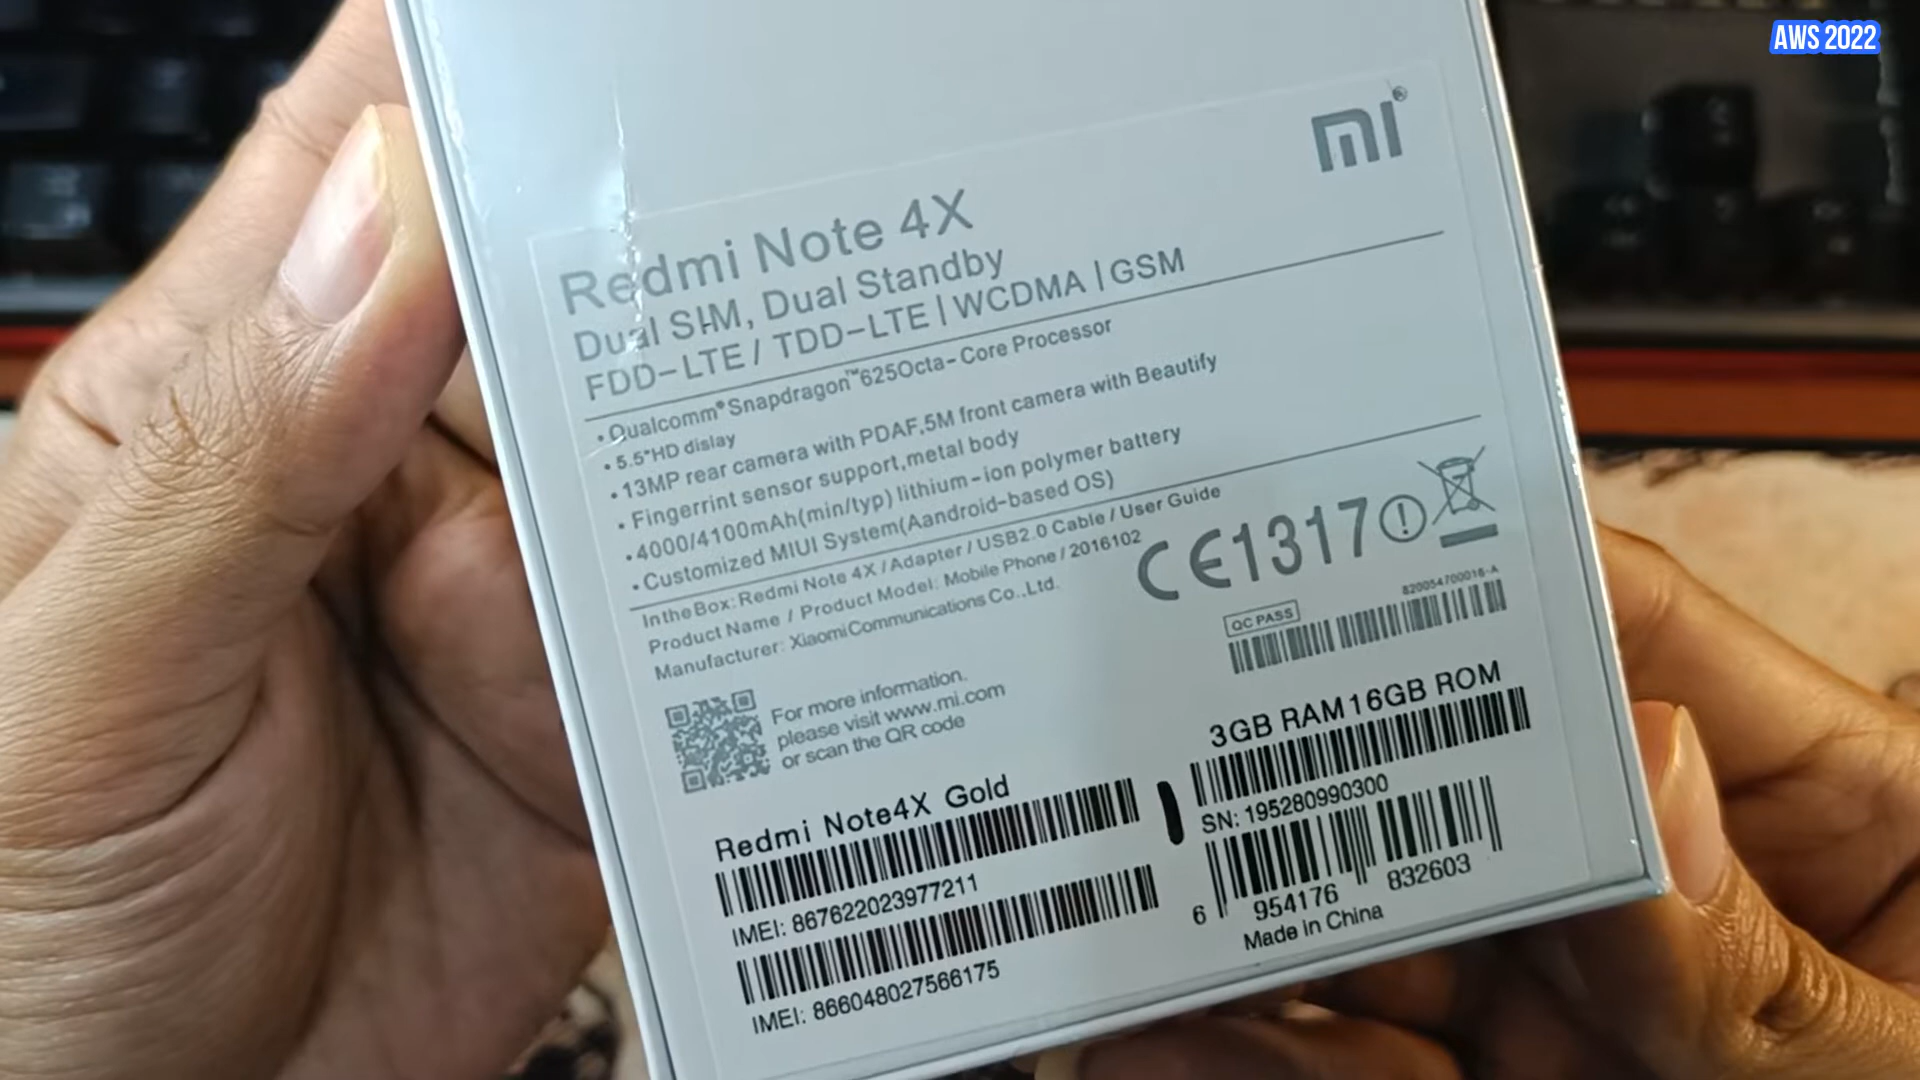 AWS 2022
mi®
Redmi Note 4X
Dual SIM, Dual Standby
FDD-LTE / TDD-LTE | WCDMA | GSM
• Qualcomm® Snapdragon™ 625Octa-Core Processor
• 5.5"HD dislay
• 13MP rear camera with PDAF,5M front camera with Beautify
• Fingerrint sensor support,metal body
• 4000/4100mAh(min/typ) lithium-ion polymer battery
• Customized MIUI System(Aandroid-based OS)
IntheBox:Redmi Note 4X / Adapter / USB2.0 Cable / User Guide
Product Name / Product Model: Mobile Phone / 2016102
Manufacturer: XiaomiCommunications Co.,Ltd.
CE1317
820054700016-A
QC PASS
For more information,
please visit www.mi.com
or scan the QR code
3GB RAM16GB ROM
SN: 195280990300
Redmi Note4X Gold
IMEI: 867622023977211
IMEI: 866048027566175
6 954176 832603
Made in China